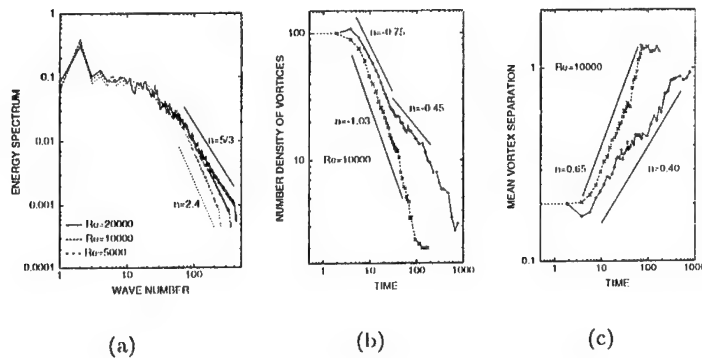 ENERGY SPECTRUM
1
0.1
0.01
0.001
0.0001
n=5/3
n=2.4
Re=20000
Re=10000
Re=5000
1 10 100
WAVE NUMBER
(a)
NUMBER DENSITY OF VORTICES
100
10
n=-0.75
n=-0.45
n=-1.03
Re=10000
1 10 100 1000
TIME
(b)
MEAN VORTEX SEPARATION
1
0.1
Re=10000
n=0.65
n=0.40
1 10 100 1000
TIME
(c)